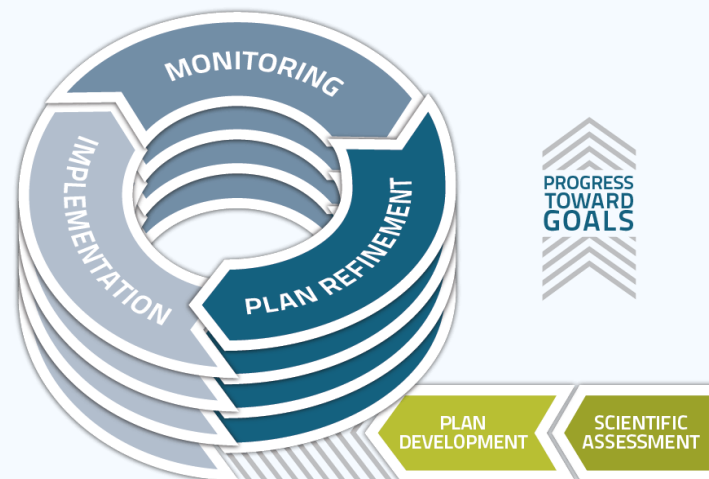 MONITORING
IMPLEMENTATION
PLAN REFINEMENT
PROGRESS
TOWARD
GOALS
PLAN
DEVELOPMENT
SCIENTIFIC
ASSESSMENT